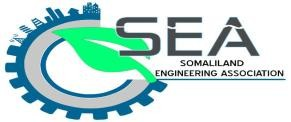 SEA
SOMALILAND
ENGINEERING ASSOCIATION